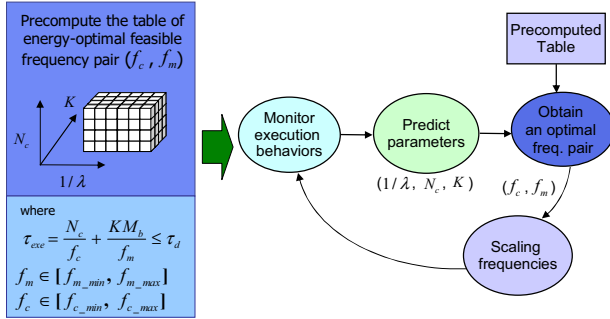 Precompute the table of
energy-optimal feasible
frequency pair (f_c , f_m)
K
N_c
1/λ
where
τ_exe = N_c/f_c + KM_b/f_m ≤ τ_d
f_m ∈ [f_m_min, f_m_max]
f_c ∈ [f_c_min, f_c_max]
Monitor
execution
behaviors
Predict
parameters
(1/λ, N_c, K)
Precomputed
Table
Obtain
an optimal
freq. pair
(f_c, f_m)
Scaling
frequencies